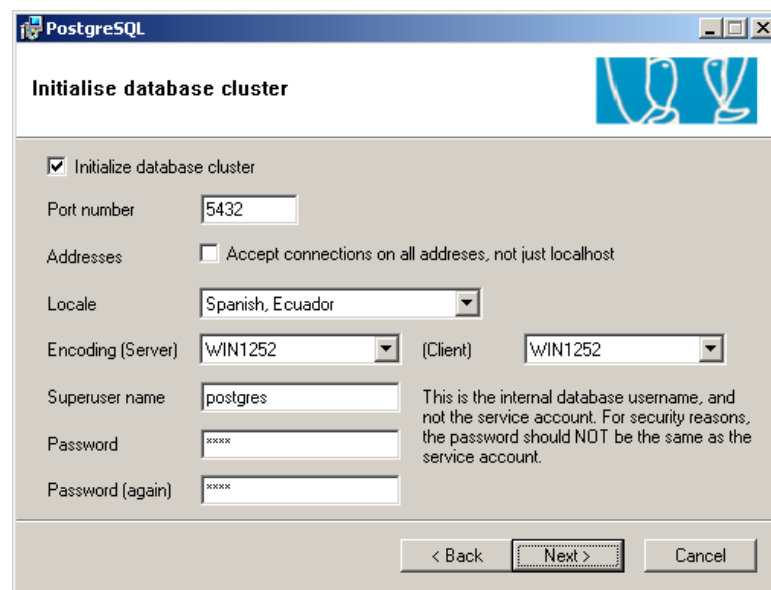 PostgreSQL
Initialise database cluster
Initialize database cluster
Port number 5432
Addresses Accept connections on all addreses, not just localhost
Locale Spanish, Ecuador
Encoding (Server) WIN1252 (Client) WIN1252
Superuser name postgres
This is the internal database username, and
not the service account. For security reasons,
the password should NOT be the same as the
service account.
Password ××××
Password (again) ××××
< Back Next > Cancel